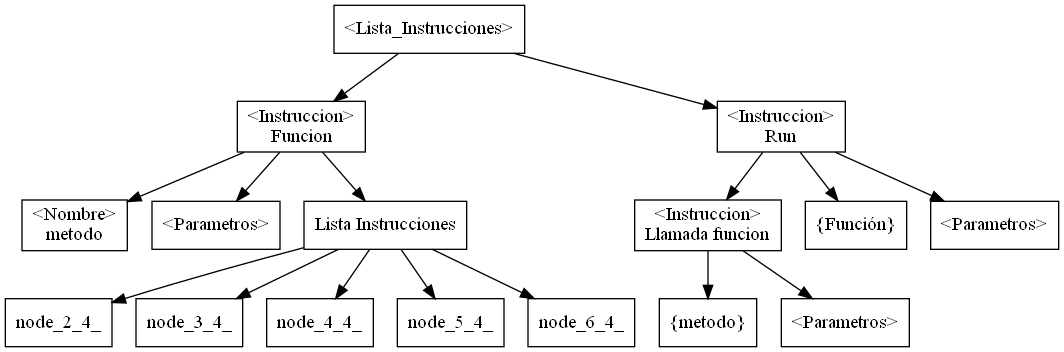 <Lista_Instrucciones>
<Instruccion>
Funcion
<Instruccion>
Run
<Nombre>
metodo
<Parametros>
Lista Instrucciones
<Instruccion>
Llamada funcion
{Función}
<Parametros>
node_2_4_
node_3_4_
node_4_4_
node_5_4_
node_6_4_
{metodo}
<Parametros>